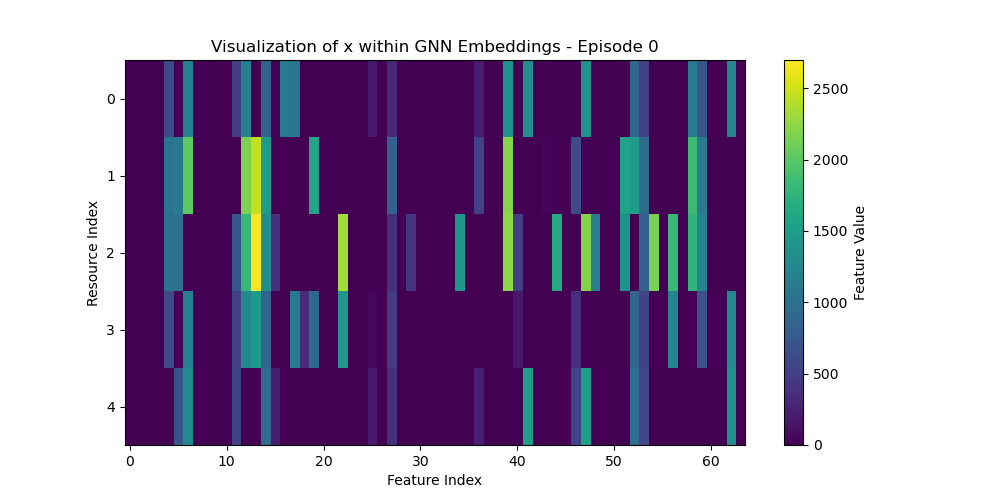 Visualization of x within GNN Embeddings - Episode 0
Resource Index
0
1
2
3
4
0 10 20 30 40 50 60
Feature Index
2500
2000
1500
1000
500
0
Feature Value